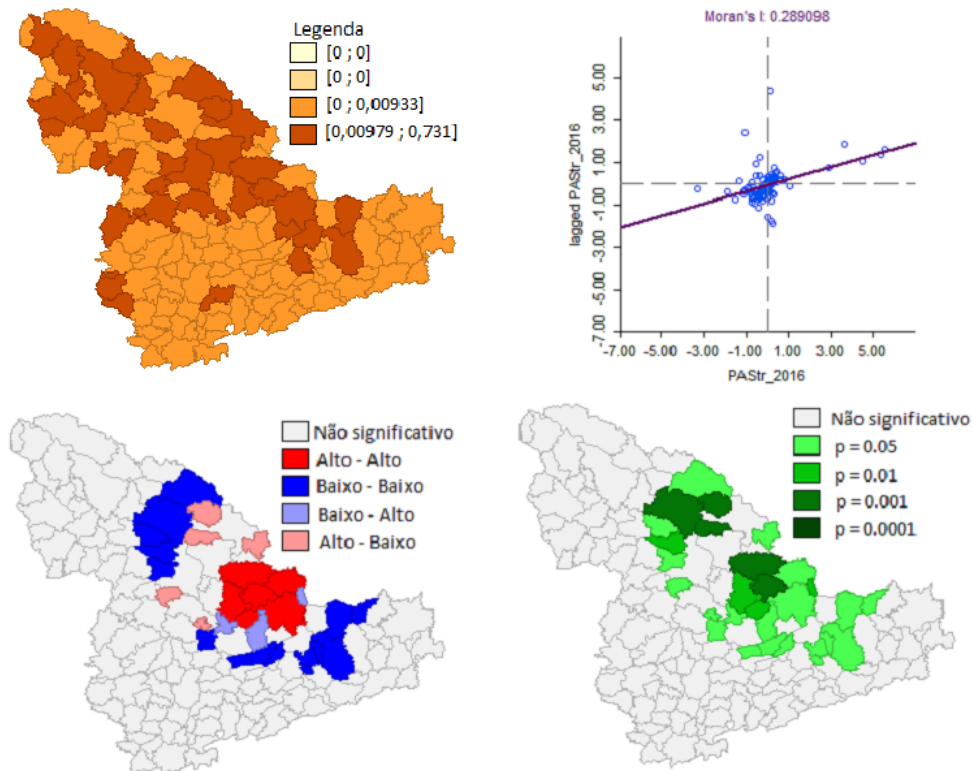 Legenda
[0 ; 0]
[0 ; 0]
[0 ; 0,00933]
[0,00979 ; 0,731]
Moran's I: 0.289098
lagged PAStr_2016
5.00
3.00
1.00
-1.00
-3.00
-5.00
-7.00
-7.00 -5.00 -3.00 -1.00 1.00 3.00 5.00
PAStr_2016
Não significativo
Alto - Alto
Baixo - Baixo
Baixo - Alto
Alto - Baixo
Não significativo
p = 0.05
p = 0.01
p = 0.001
p = 0.0001